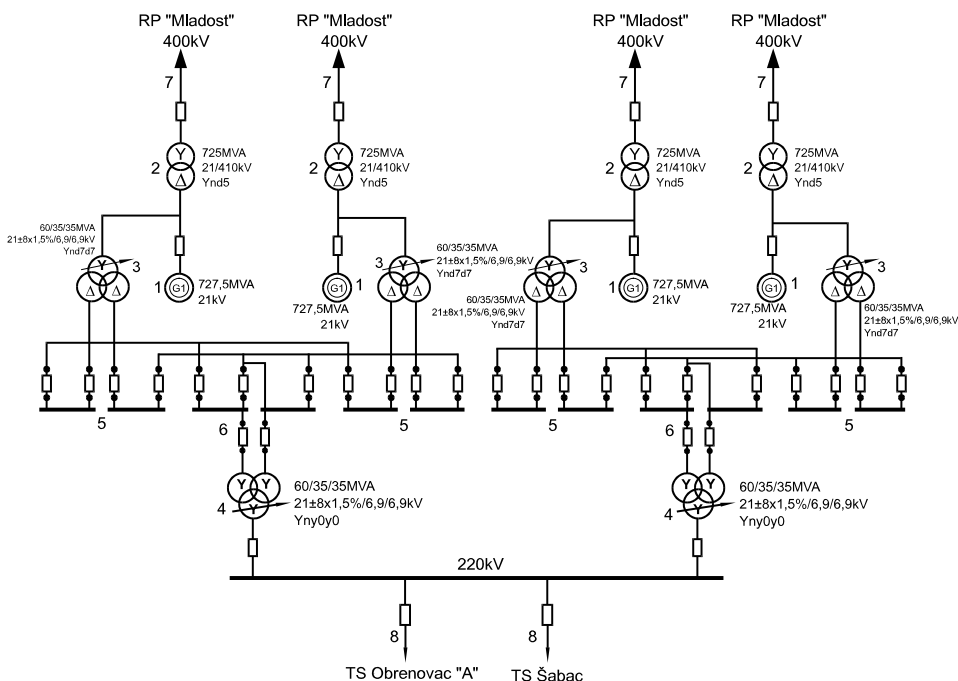 RP "Mladost"
400kV
RP "Mladost"
400kV
RP "Mladost"
400kV
RP "Mladost"
400kV
7
7
7
7
Y
Δ
2
725MVA
21/410kV
Ynd5
Y
Δ
2
725MVA
21/410kV
Ynd5
Y
Δ
2
725MVA
21/410kV
Ynd5
Y
Δ
2
725MVA
21/410kV
Ynd5
60/35/35MVA
21±8x1,5%/6,9/6,9kV
Ynd7d7
Y
Δ
Δ
3
1
G1
727,5MVA
21kV
G1
1
727,5MVA
21kV
3
Y
Δ
Δ
60/35/35MVA
21±8x1,5%/6,9/6,9kV
Ynd7d7
60/35/35MVA
21±8x1,5%/6,9/6,9kV
Ynd7d7
Y
Δ
Δ
3
1
G1
727,5MVA
21kV
G1
1
727,5MVA
21kV
Y
Δ
Δ
3
60/35/35MVA
21±8x1,5%/6,9/6,9kV
Ynd7d7
5
5
5
5
6
6
Y
Y
Y
4
60/35/35MVA
21±8x1,5%/6,9/6,9kV
Yny0y0
Y
Y
Y
4
60/35/35MVA
21±8x1,5%/6,9/6,9kV
Yny0y0
220kV
8
8
TS Obrenovac "A"
TS Šabac